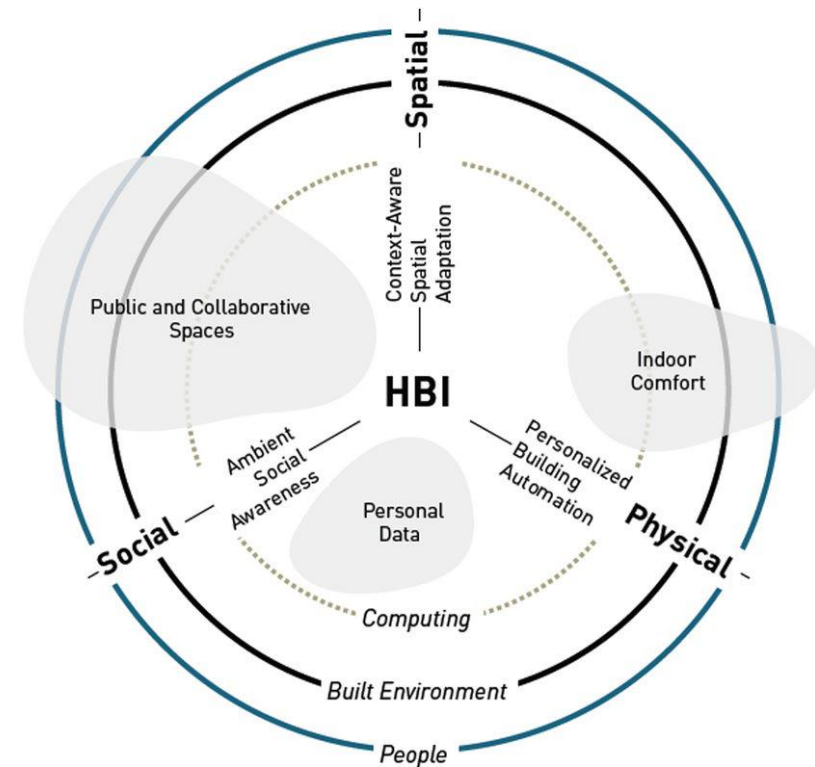 Spatial
Context-Aware
Spatial
Adaptation
Public and Collaborative
Spaces
Indoor
Comfort
HBI
Ambient
Social
Awareness
Personalized
Building
Automation
Personal
Data
Social
Physical
Computing
Built Environment
People